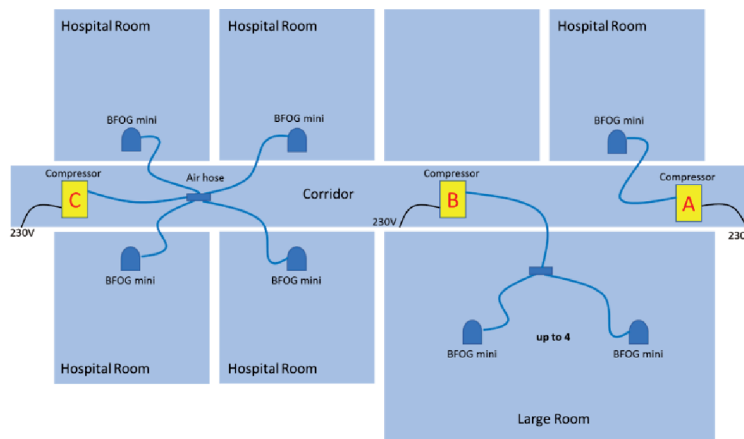 Hospital Room
Hospital Room
Hospital Room
BFOG mini
BFOG mini
BFOG mini
Compressor
Air hose
Compressor
Compressor
C
Corridor
B
A
230V
230V
230
BFOG mini
BFOG mini
up to 4
BFOG mini
BFOG mini
Hospital Room
Hospital Room
Large Room